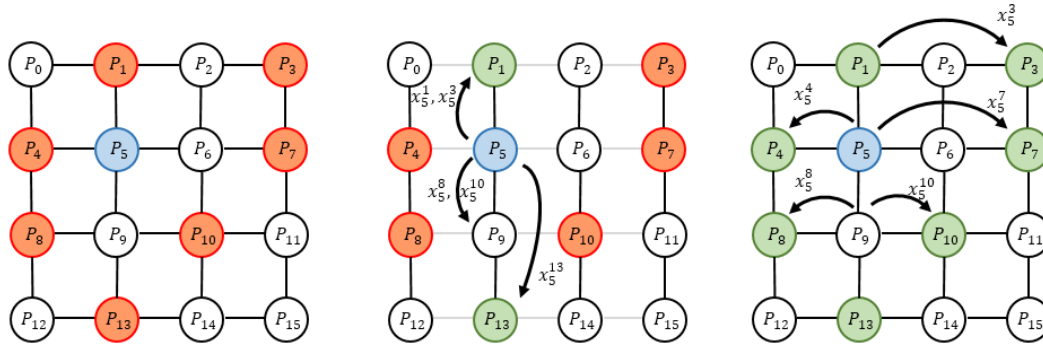 P₀ P₁ P₂ P₃
P₄ P₅ P₆ P₇
P₈ P₉ P₁₀ P₁₁
P₁₂ P₁₃ P₁₄ P₁₅
P₀ P₁ P₂ P₃
x₅¹, x₅³
P₄ P₅ P₆ P₇
x₅⁸, x₅¹⁰
P₈ P₉ P₁₀ P₁₁
x₅¹³
P₁₂ P₁₃ P₁₄ P₁₅
x₅³
P₀ P₁ P₂ P₃
x₅⁴ x₅⁷
P₄ P₅ P₆ P₇
x₅⁸ x₅¹⁰
P₈ P₉ P₁₀ P₁₁
P₁₂ P₁₃ P₁₄ P₁₅